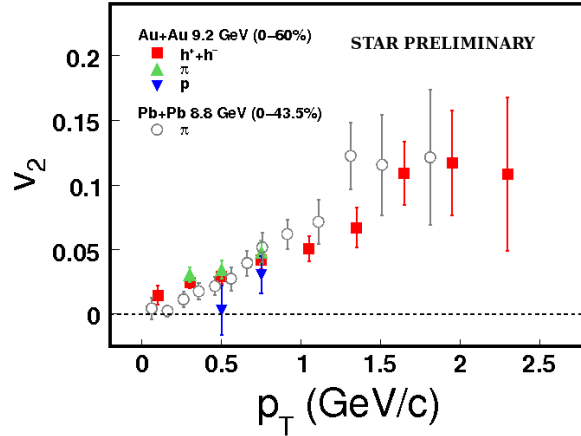 Au+Au 9.2 GeV (0-60%)
h⁺+h⁻
π
p
Pb+Pb 8.8 GeV (0-43.5%)
π
STAR PRELIMINARY
0.2
0.15
0.1
0.05
0
v₂
0 0.5 1 1.5 2 2.5
p_T (GeV/c)